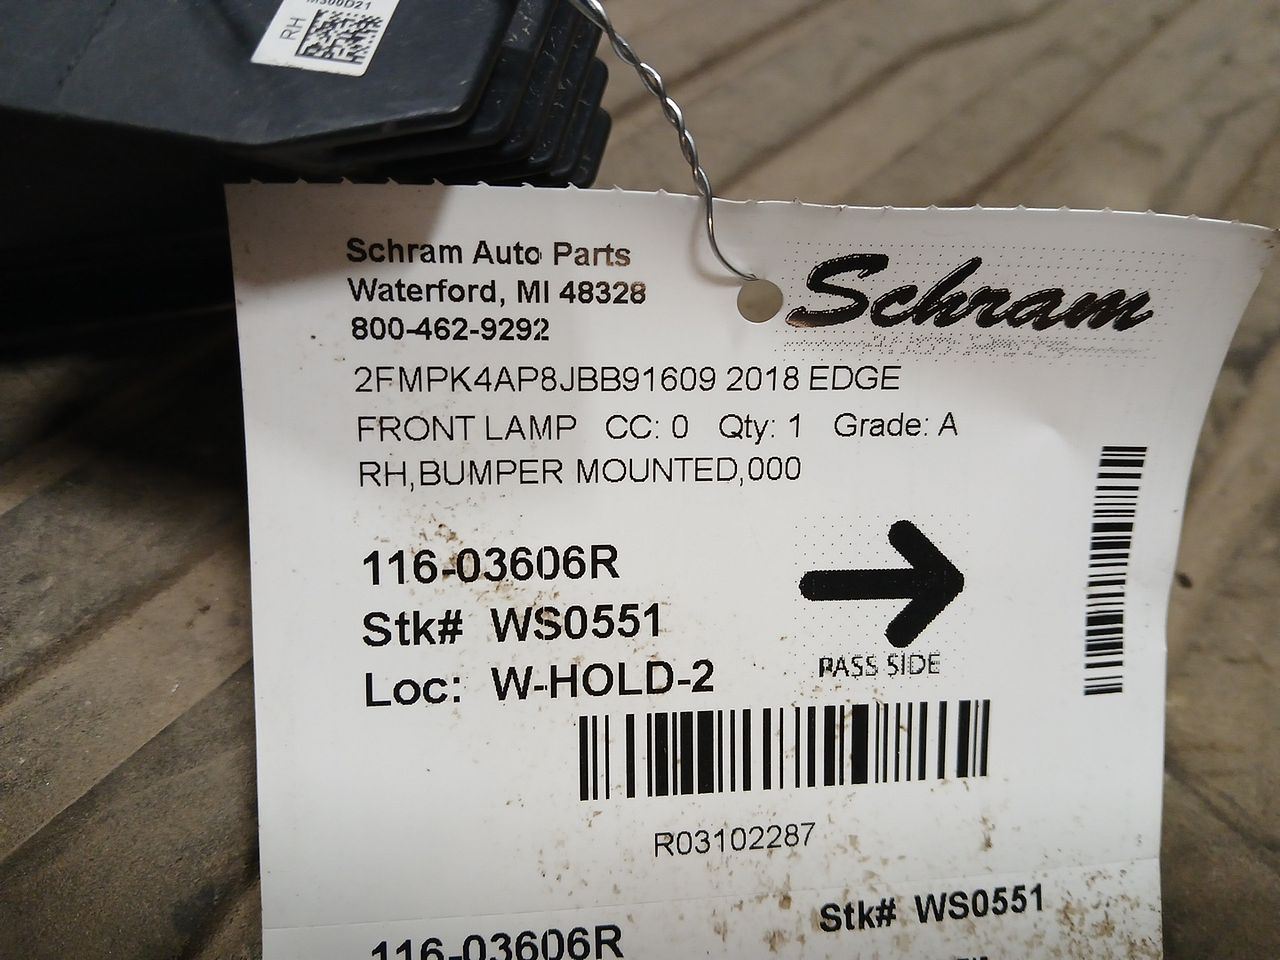 M300D21
RH
Schram Auto Parts
Waterford, MI 48328
800-462-9292
Schram
2FMPK4AP8JBB91609 2018 EDGE
FRONT LAMP CC: 0 Qty: 1 Grade: A
RH,BUMPER MOUNTED,000
116-03606R
Stk# WS0551
Loc: W-HOLD-2
PASS SIDE
R03102287
Stk# WS0551
116-03606R